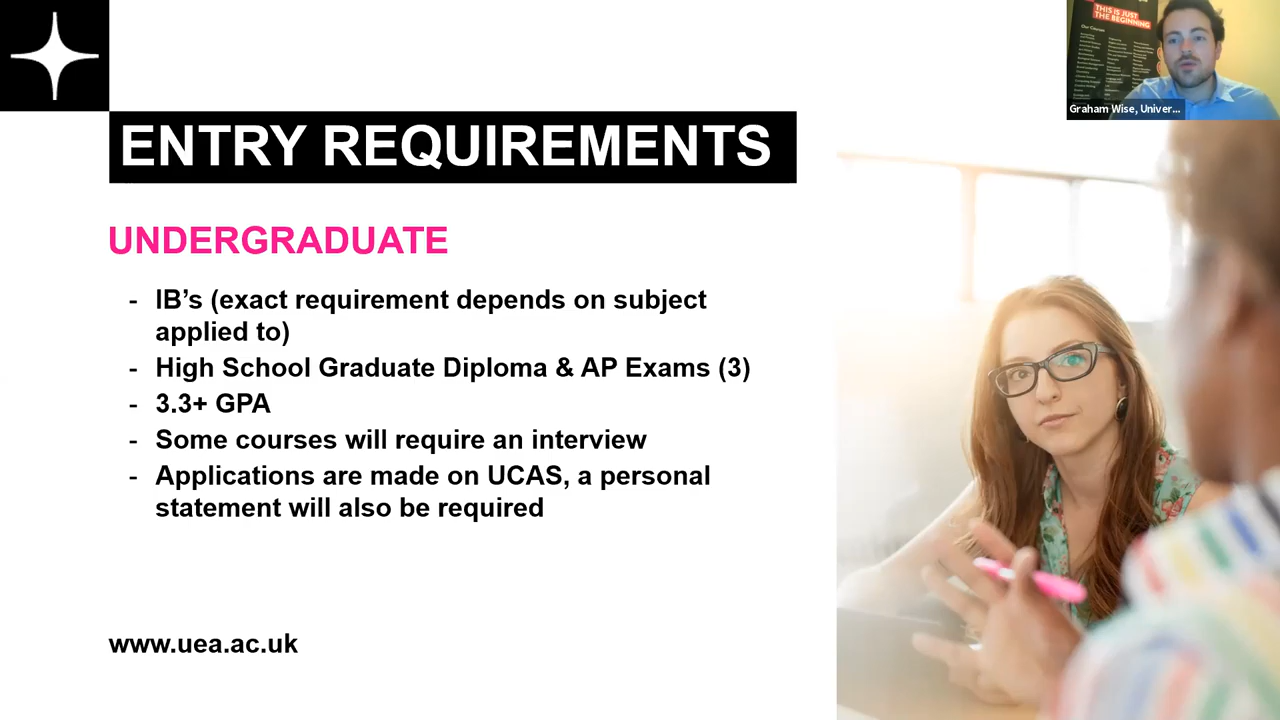 THIS IS JUST
THE BEGINNING
Our Courses
Graham Wise, Univer...
ENTRY REQUIREMENTS
UNDERGRADUATE
- IB’s (exact requirement depends on subject
applied to)
- High School Graduate Diploma & AP Exams (3)
- 3.3+ GPA
- Some courses will require an interview
- Applications are made on UCAS, a personal
statement will also be required
www.uea.ac.uk